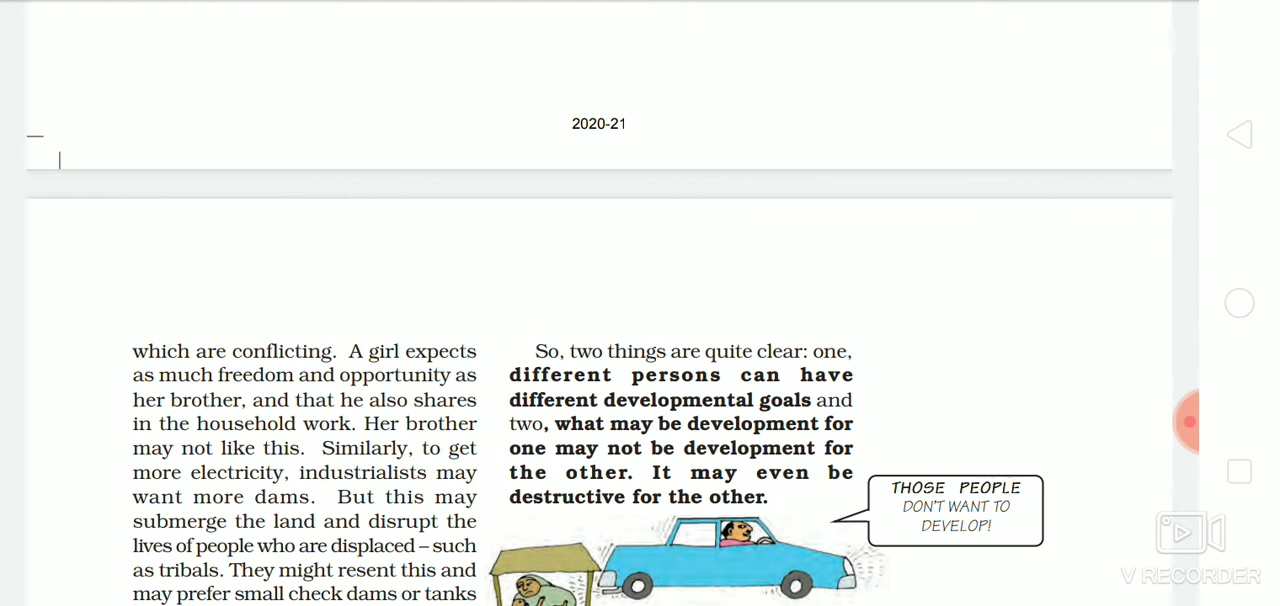 2020-21
which are conflicting. A girl expects
as much freedom and opportunity as
her brother, and that he also shares
in the household work. Her brother
may not like this. Similarly, to get
more electricity, industrialists may
want more dams. But this may
submerge the land and disrupt the
lives of people who are displaced – such
as tribals. They might resent this and
may prefer small check dams or tanks
So, two things are quite clear: one,
different persons can have
different developmental goals and
two, what may be development for
one may not be development for
the other. It may even be
destructive for the other.
THOSE PEOPLE
DON'T WANT TO
DEVELOP!
V RECORDER